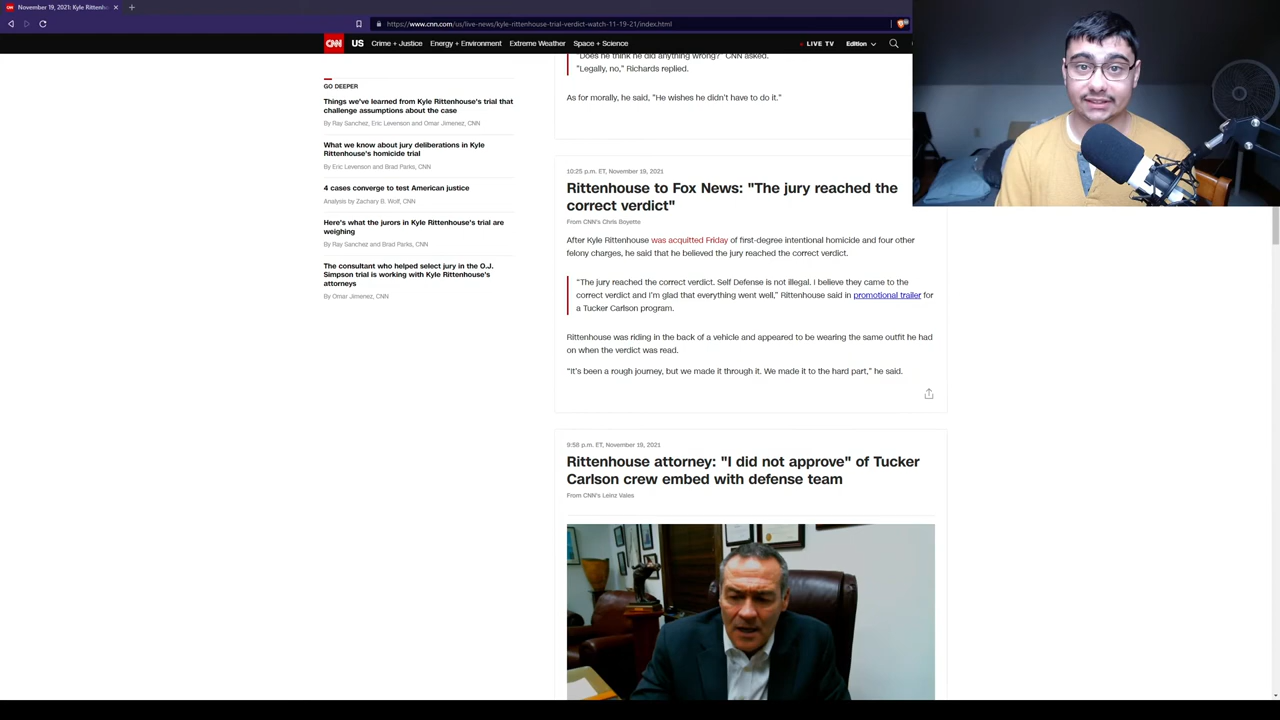 November 19, 2021: Kyle Rittenh
https://www.cnn.com/us/live-news/kyle-rittenhouse-trial-verdict-watch-11-19-21/index.html
CNN US Crime + Justice Energy + Environment Extreme Weather Space + Science LIVE TV Edition
GO DEEPER
Things we've learned from Kyle Rittenhouse's trial that
challenge assumptions about the case
By Ray Sanchez, Eric Levenson and Omar Jimenez, CNN
What we know about jury deliberations in Kyle
Rittenhouse's homicide trial
By Eric Levenson and Brad Parks, CNN
4 cases converge to test American justice
Analysis by Zachary B. Wolf, CNN
Here's what the jurors in Kyle Rittenhouse's trial are
weighing
By Ray Sanchez and Brad Parks, CNN
The consultant who helped select jury in the O.J.
Simpson trial is working with Kyle Rittenhouse's
attorneys
By Omar Jimenez, CNN
"Does he think he did anything wrong?" CNN asked.
"Legally, no," Richards replied.
As for morally, he said, "He wishes he didn't have to do it."
10:25 p.m. ET, November 19, 2021
Rittenhouse to Fox News: "The jury reached the
correct verdict"
From CNN's Chris Boyette
After Kyle Rittenhouse was acquitted Friday of first-degree intentional homicide and four other
felony charges, he said that he believed the jury reached the correct verdict.
“The jury reached the correct verdict. Self Defense is not illegal. I believe they came to the
correct verdict and I’m glad that everything went well,” Rittenhouse said in promotional trailer for
a Tucker Carlson program.
Rittenhouse was riding in the back of a vehicle and appeared to be wearing the same outfit he had
on when the verdict was read.
“It’s been a rough journey, but we made it through it. We made it to the hard part,” he said.
9:58 p.m. ET, November 19, 2021
Rittenhouse attorney: "I did not approve" of Tucker
Carlson crew embed with defense team
From CNN's Leinz Vales